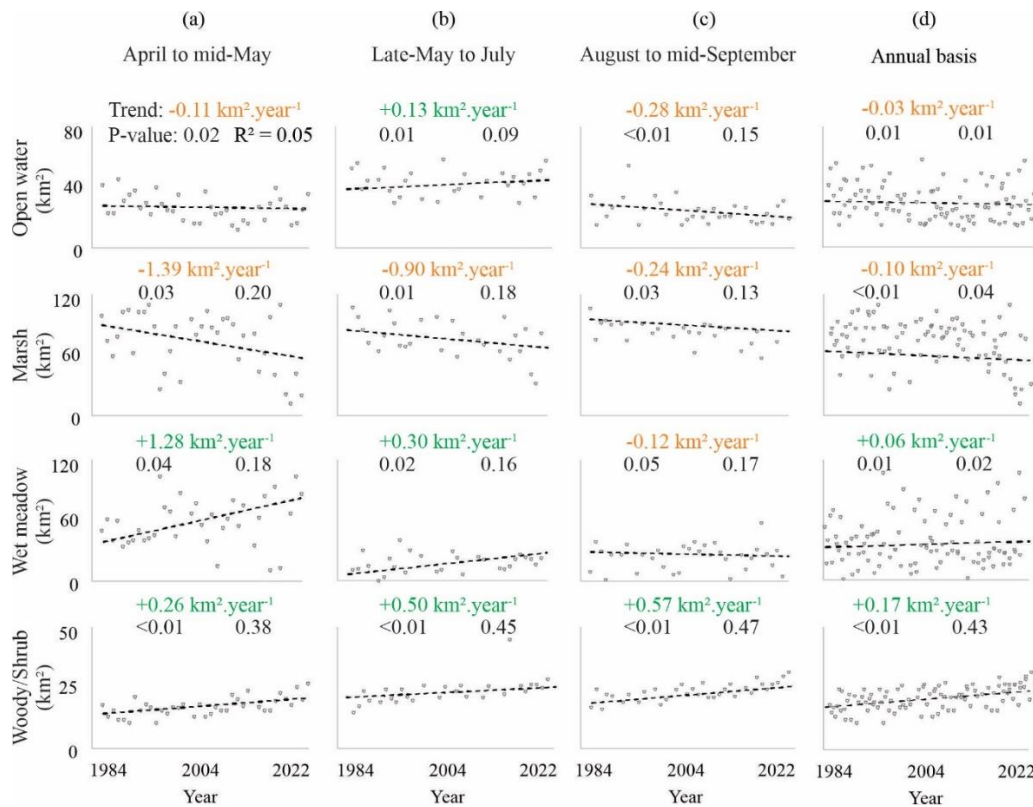 (a) (b) (c) (d)
April to mid-May Late-May to July August to mid-September Annual basis
Trend: -0.11 km².year⁻¹ +0.13 km².year⁻¹ -0.28 km².year⁻¹ -0.03 km².year⁻¹
P-value: 0.02 R² = 0.05 0.01 0.09 <0.01 0.15 0.01 0.01
Open water
(km²)
80
40
0
-1.39 km².year⁻¹ -0.90 km².year⁻¹ -0.24 km².year⁻¹ -0.10 km².year⁻¹
0.03 0.20 0.01 0.18 0.03 0.13 <0.01 0.04
Marsh
(km²)
120
60
0
+1.28 km².year⁻¹ +0.30 km².year⁻¹ -0.12 km².year⁻¹ +0.06 km².year⁻¹
0.04 0.18 0.02 0.16 0.05 0.17 0.01 0.02
Wet meadow
(km²)
120
60
0
+0.26 km².year⁻¹ +0.50 km².year⁻¹ +0.57 km².year⁻¹ +0.17 km².year⁻¹
<0.01 0.38 <0.01 0.45 <0.01 0.47 <0.01 0.43
Woody/Shrub
(km²)
50
25
0
1984 2004 2022 1984 2004 2022 1984 2004 2022 1984 2004 2022
Year Year Year Year